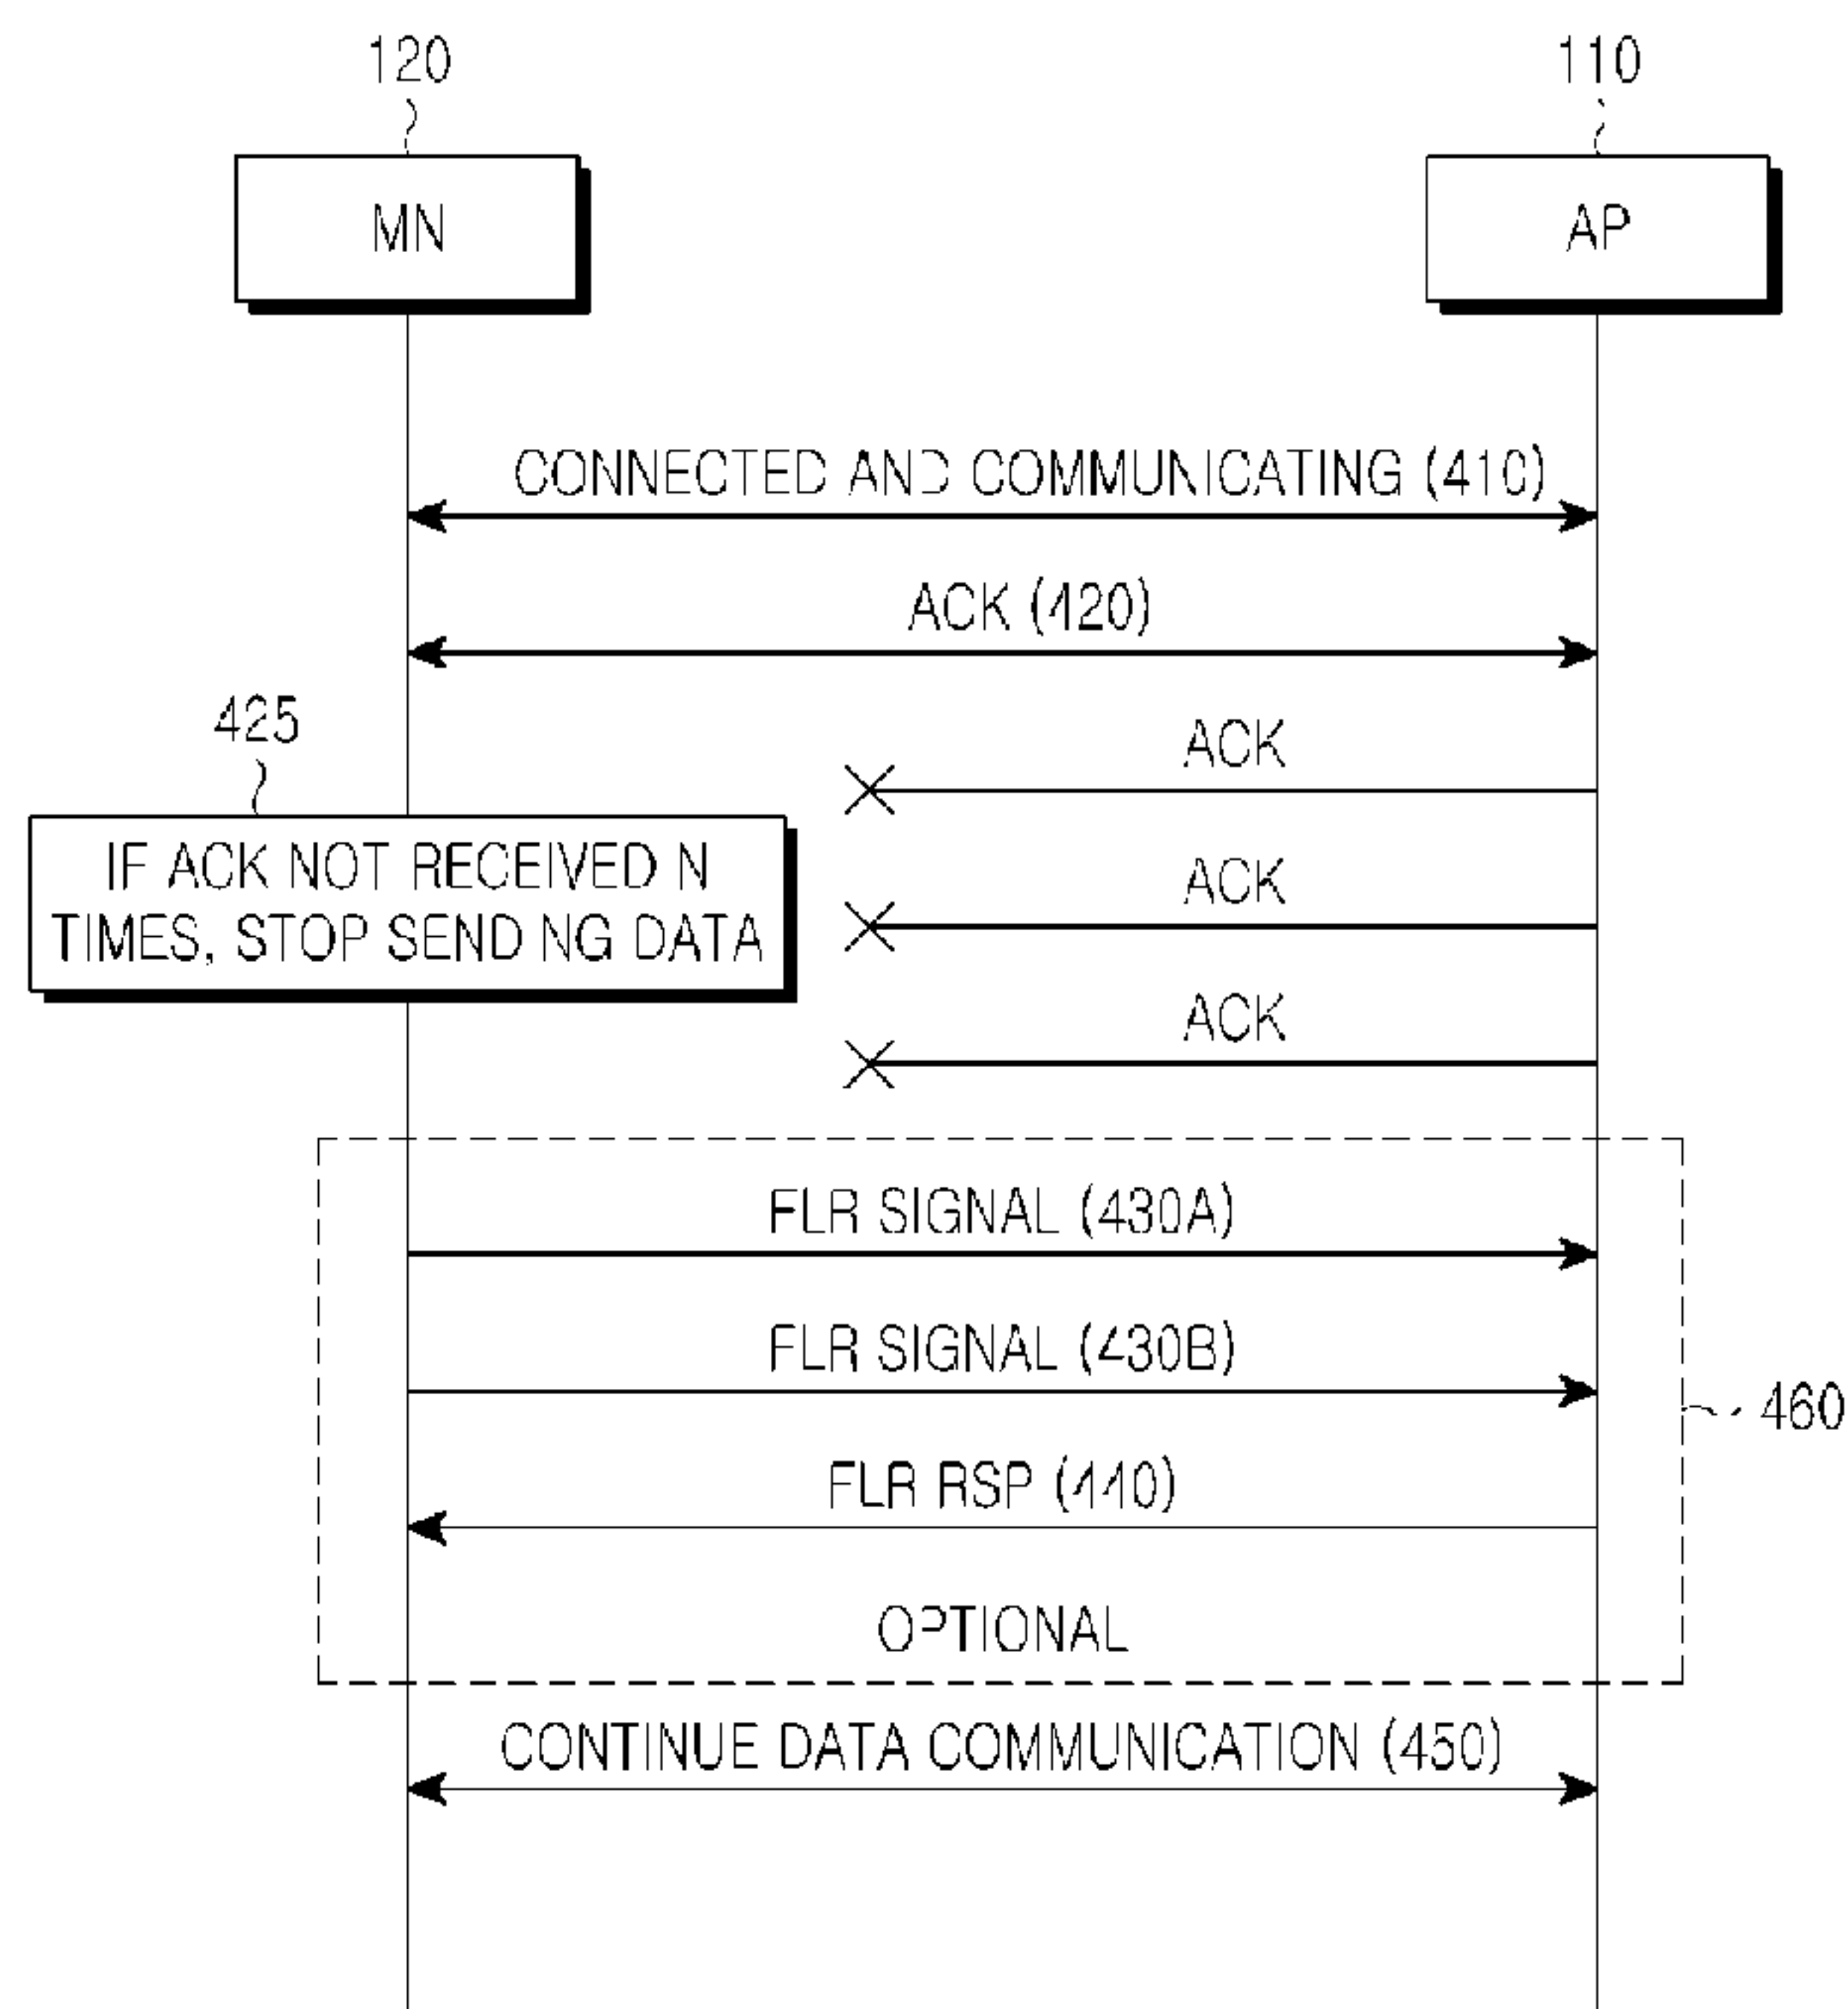 120
110
MN
AP
CONNECTED AND COMMUNICATING (410)
ACK (420)
425
ACK
IF ACK NOT RECEIVED N
TIMES, STOP SENDING DATA
ACK
ACK
FLR SIGNAL (430A)
FLR SIGNAL (430B)
460
FLR RSP (440)
OPTIONAL
CONTINUE DATA COMMUNICATION (450)